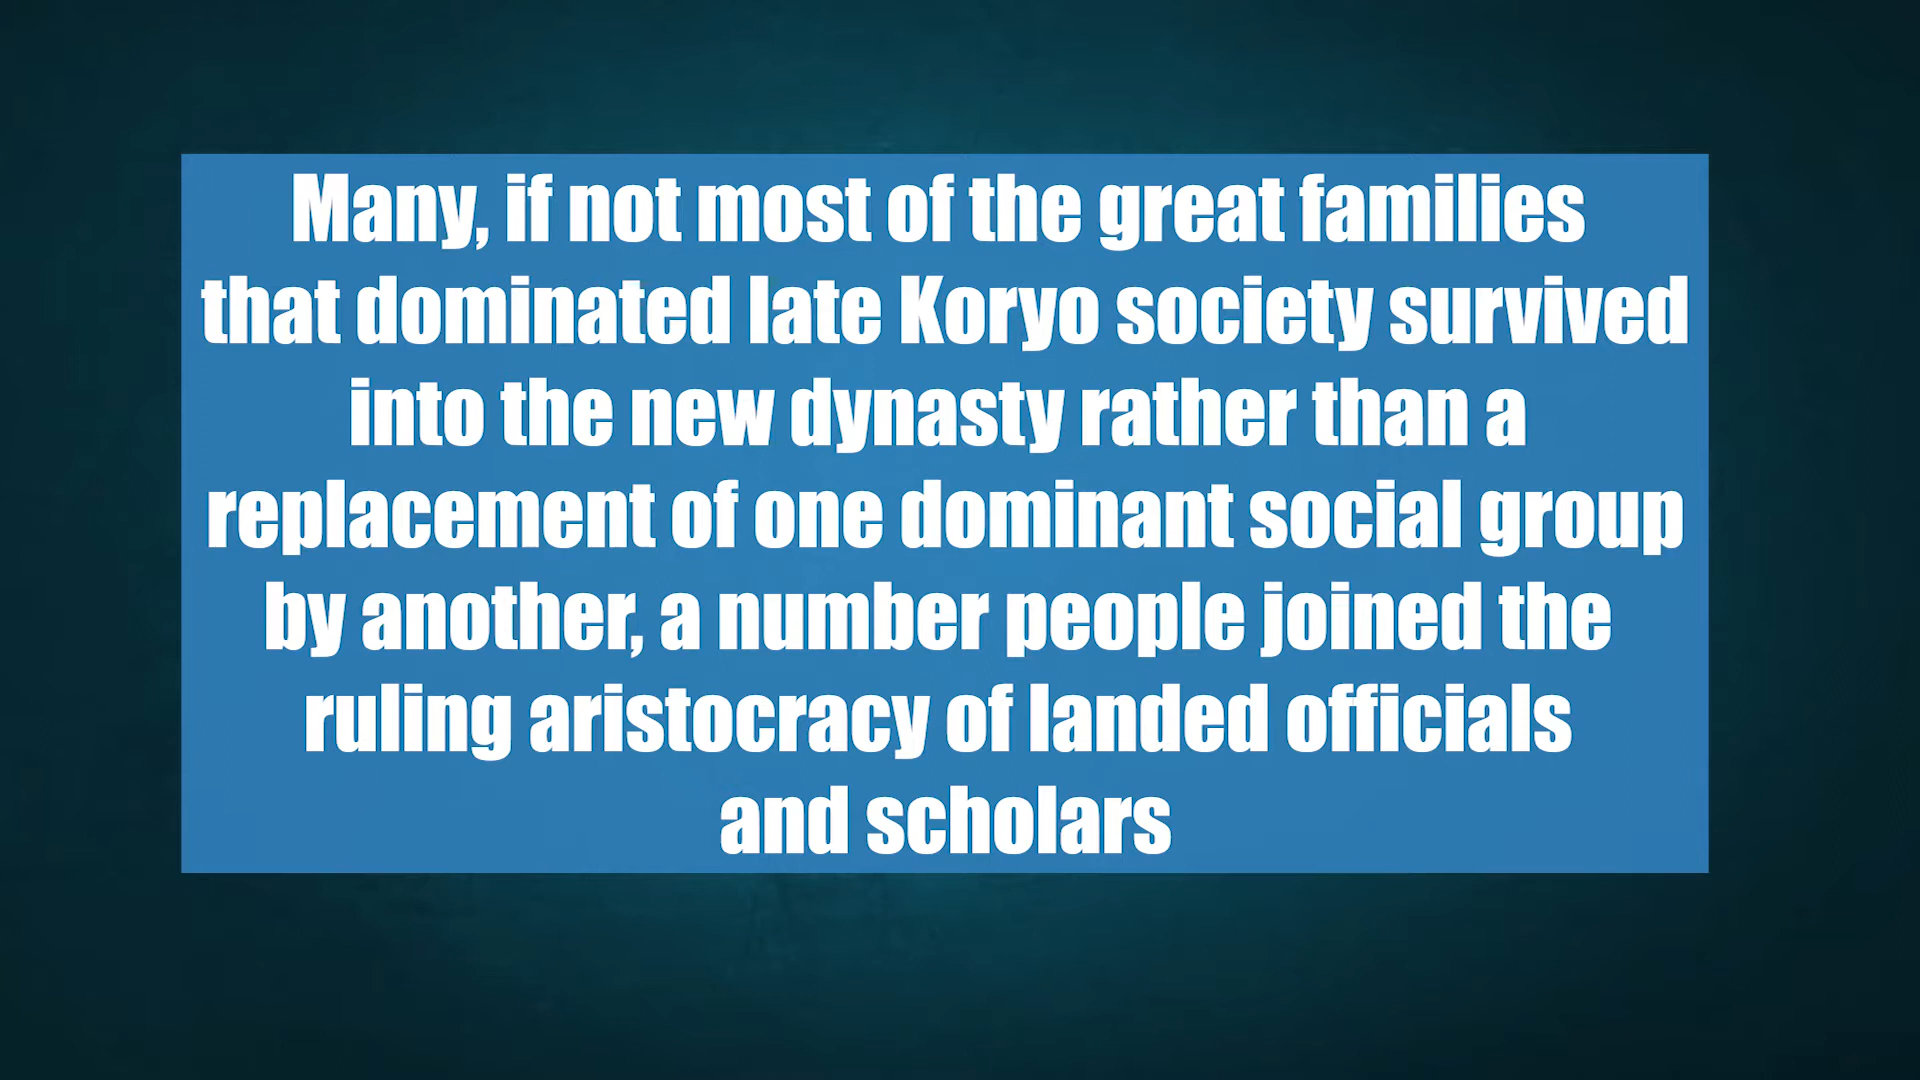 Many, if not most of the great families
that dominated late Koryo society survived
into the new dynasty rather than a
replacement of one dominant social group
by another, a number people joined the
ruling aristocracy of landed officials
and scholars